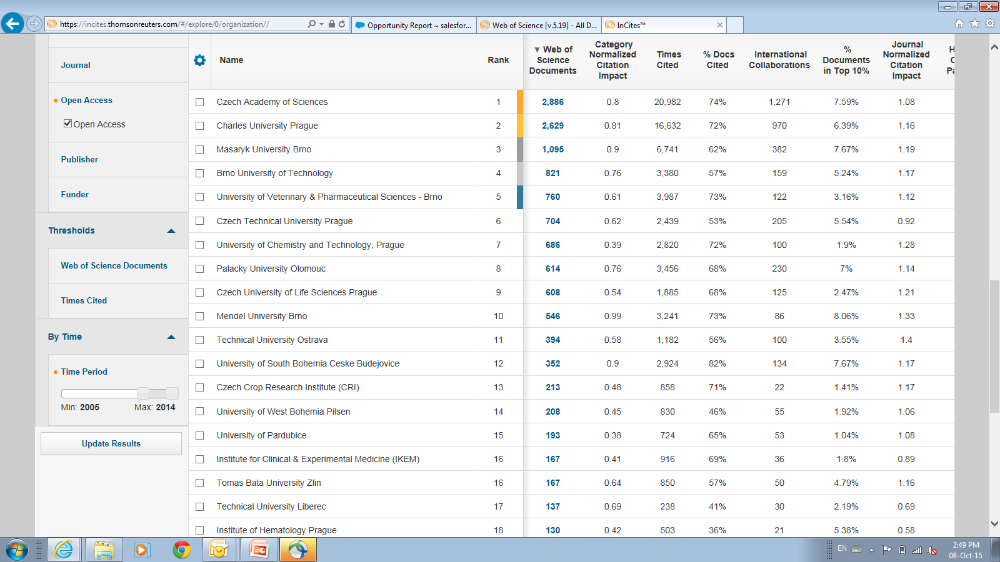 https://incites.thomsonreuters.com/#/explore/0/organization//
Opportunity Report ~ salesfor...
Web of Science [v.5.19] - All D...
InCites™
Journal
Open Access
Open Access
Publisher
Funder
Thresholds
Web of Science Documents
Times Cited
By Time
Time Period
Min: 2005 Max: 2014
Update Results
Name Rank Web of Science Documents Category Normalized Citation Impact Times Cited % Docs Cited International Collaborations % Documents in Top 10% Journal Normalized Citation Impact
Czech Academy of Sciences 1 2,886 0.8 20,982 74% 1,271 7.59% 1.08
Charles University Prague 2 2,629 0.81 16,632 72% 970 6.39% 1.16
Masaryk University Brno 3 1,095 0.9 6,741 62% 382 7.67% 1.19
Brno University of Technology 4 821 0.76 3,380 57% 159 5.24% 1.17
University of Veterinary & Pharmaceutical Sciences - Brno 5 760 0.61 3,987 73% 122 3.16% 1.12
Czech Technical University Prague 6 704 0.62 2,439 53% 205 5.54% 0.92
University of Chemistry and Technology, Prague 7 686 0.39 2,820 72% 100 1.9% 1.28
Palacky University Olomouc 8 614 0.76 3,456 68% 230 7% 1.14
Czech University of Life Sciences Prague 9 608 0.54 1,885 68% 125 2.47% 1.21
Mendel University Brno 10 546 0.99 3,241 73% 86 8.06% 1.33
Technical University Ostrava 11 394 0.58 1,182 56% 100 3.55% 1.4
University of South Bohemia Ceske Budejovice 12 352 0.9 2,924 82% 134 7.67% 1.17
Czech Crop Research Institute (CRI) 13 213 0.48 858 71% 22 1.41% 1.17
University of West Bohemia Pilsen 14 208 0.45 830 46% 55 1.92% 1.06
University of Pardubice 15 193 0.38 724 65% 53 1.04% 1.08
Institute for Clinical & Experimental Medicine (IKEM) 16 167 0.41 916 69% 36 1.8% 0.89
Tomas Bata University Zlin 16 167 0.64 850 57% 50 4.79% 1.16
Technical University Liberec 17 137 0.69 238 41% 30 2.19% 0.69
Institute of Hematology Prague 18 130 0.42 503 36% 21 5.38% 0.58
EN
2:49 PM
08-Oct-15